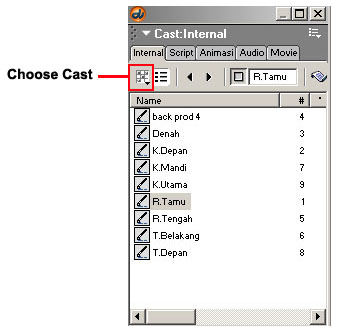 Choose Cast
Cast:Internal
Internal Script Animasi Audio Movie
R.Tamu
Name # *
back prod 4 4
Denah 3
K.Depan 2
K.Mandi 7
K.Utama 9
R.Tamu 1
R.Tengah 5
T.Belakang 6
T.Depan 8